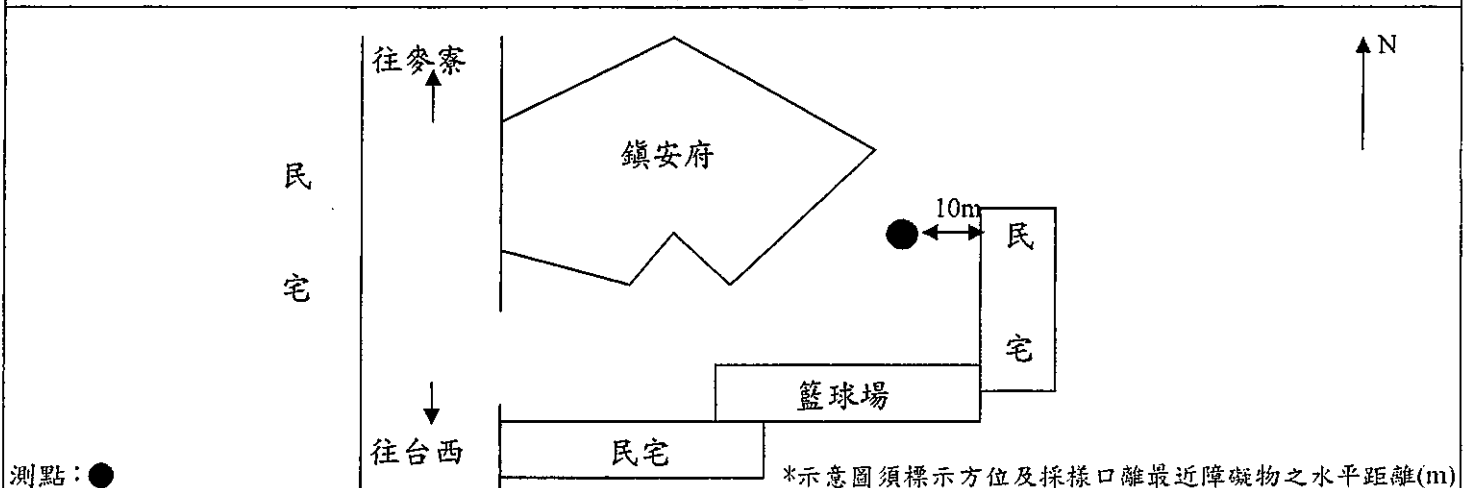 往麥寮
N
鎮安府
民宅
10m
民宅
籃球場
往台西
民宅
測點：●
*示意圖須標示方位及採樣口離最近障礙物之水平距離(m)